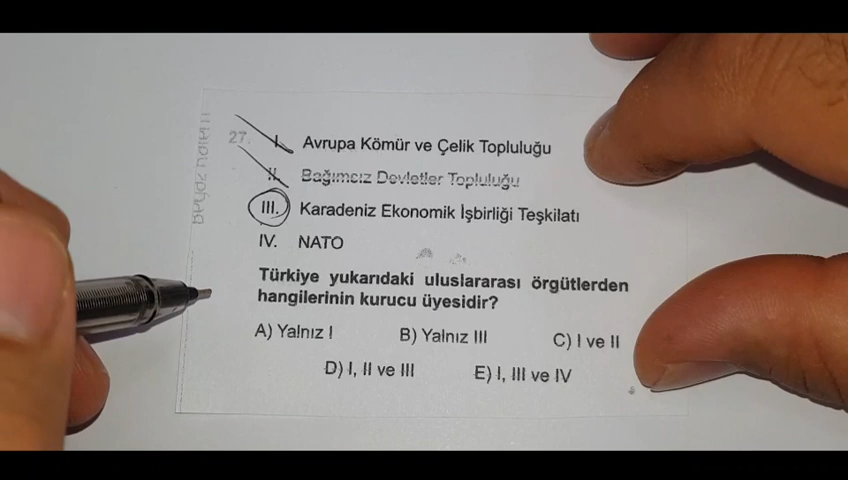 27.
I. Avrupa Kömür ve Çelik Topluluğu
II. Bağımsız Devletler Topluluğu
III. Karadeniz Ekonomik İşbirliği Teşkilatı
IV. NATO
Türkiye yukarıdaki uluslararası örgütlerden
hangilerinin kurucu üyesidir?
A) Yalnız I B) Yalnız III C) I ve II
D) I, II ve III E) I, III ve IV